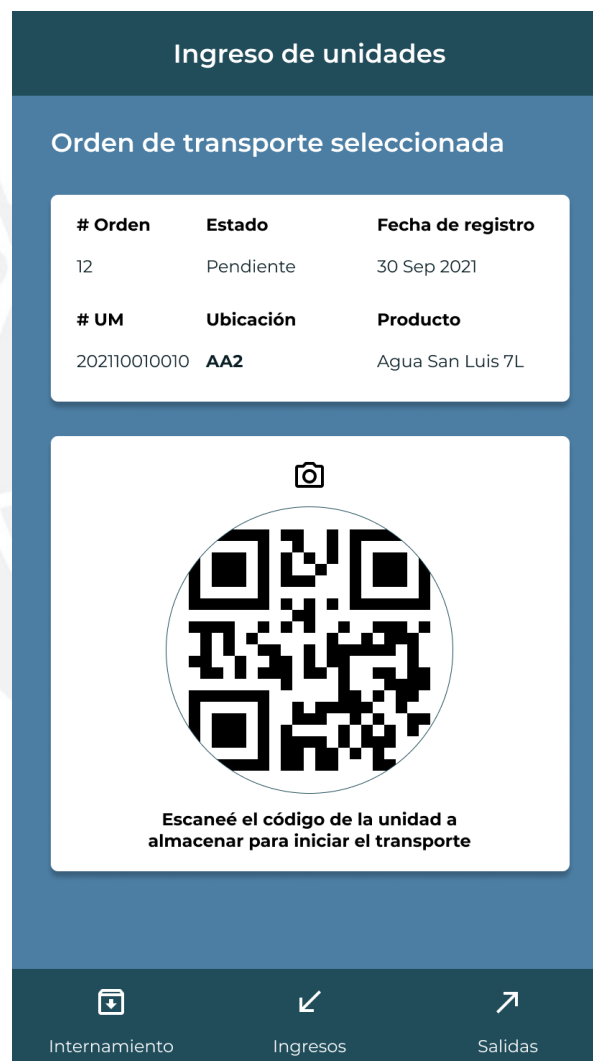 Ingreso de unidades
Orden de transporte seleccionada
# Orden Estado Fecha de registro
12 Pendiente 30 Sep 2021
# UM Ubicación Producto
202110010010 AA2 Agua San Luis 7L
Escaneé el código de la unidad a
almacenar para iniciar el transporte
Internamiento Ingresos Salidas